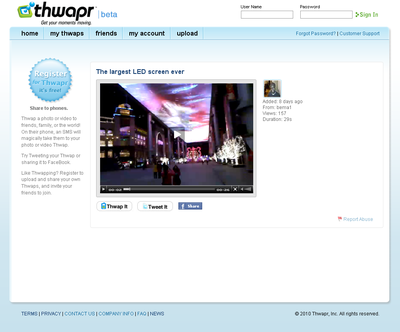 thwapr beta
Get your moments moving.
User Name
Password
Sign In
home my thwaps friends my account upload
Forgot Password? | Customer Support
Register
for Thwapr
it's free!
Share to phones.
Thwap a photo or video to
friends, family, or the world!
On their phone, an SMS will
magically take them to your
photo or video Thwap.
Try Tweeting your Thwap or
sharing it to FaceBook.
Like Thwapping? Register to
upload and share your own
Thwaps, and invite your
friends to join.
The largest LED screen ever
Added: 8 days ago
From: bama1
Views: 157
Duration: 29s
Thwap It
Tweet It
Share
Report Abuse
TERMS | PRIVACY | CONTACT US | COMPANY INFO | FAQ | NEWS
© 2010 Thwapr, Inc. All rights reserved.